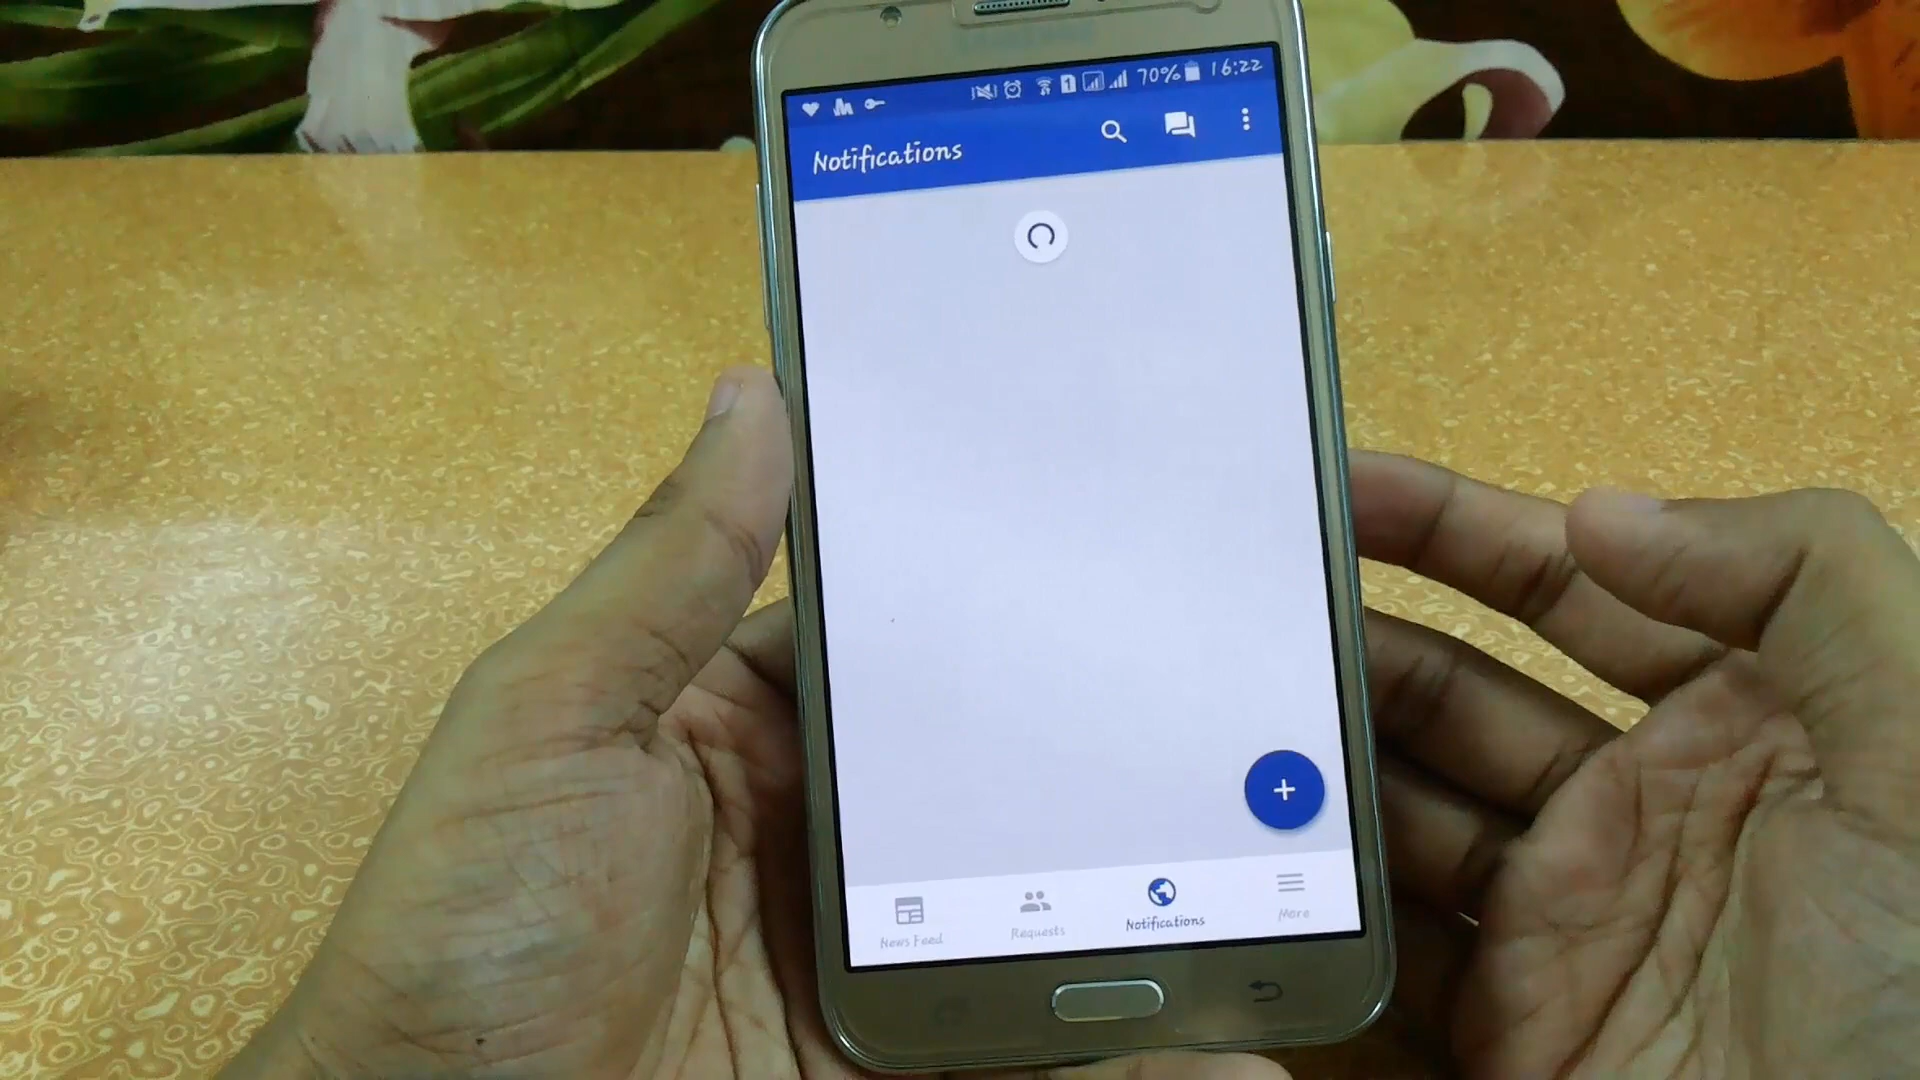 70% 16:22
Notifications
News Feed
Requests
Notifications
More